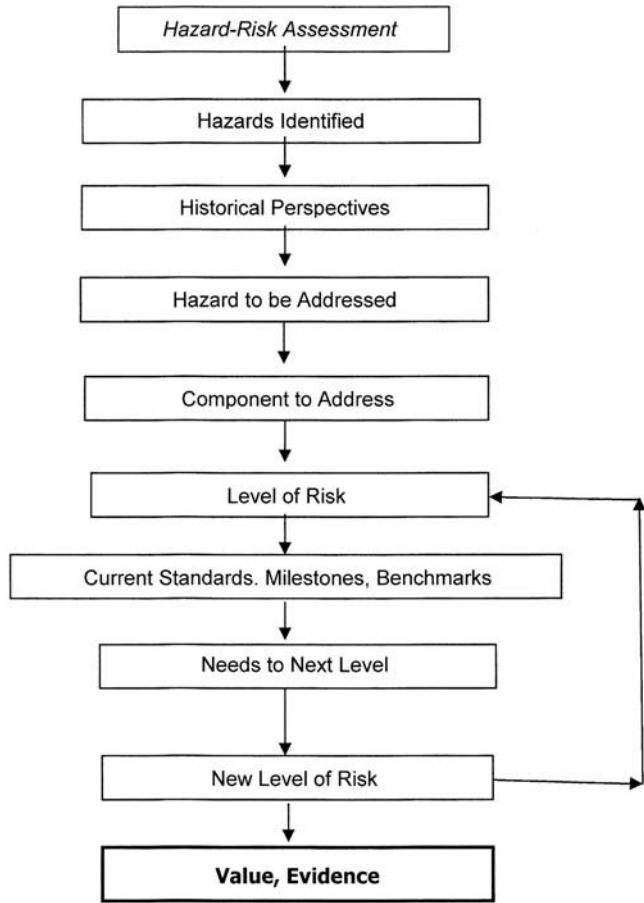 Hazard-Risk Assessment
Hazards Identified
Historical Perspectives
Hazard to be Addressed
Component to Address
Level of Risk
Current Standards. Milestones, Benchmarks
Needs to Next Level
New Level of Risk
Value, Evidence